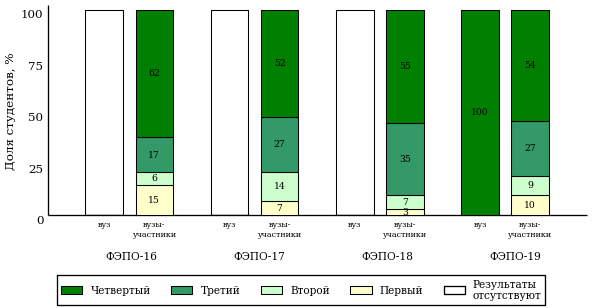 Доля студентов, %
100
75
50
25
0
62
17
6
15
52
27
14
7
55
35
7
3
100
54
27
9
10
вуз
вузы-
участники
вуз
вузы-
участники
вуз
вузы-
участники
вуз
вузы-
участники
ФЭПО-16
ФЭПО-17
ФЭПО-18
ФЭПО-19
Четвертый
Третий
Второй
Первый
Результаты
отсутствуют